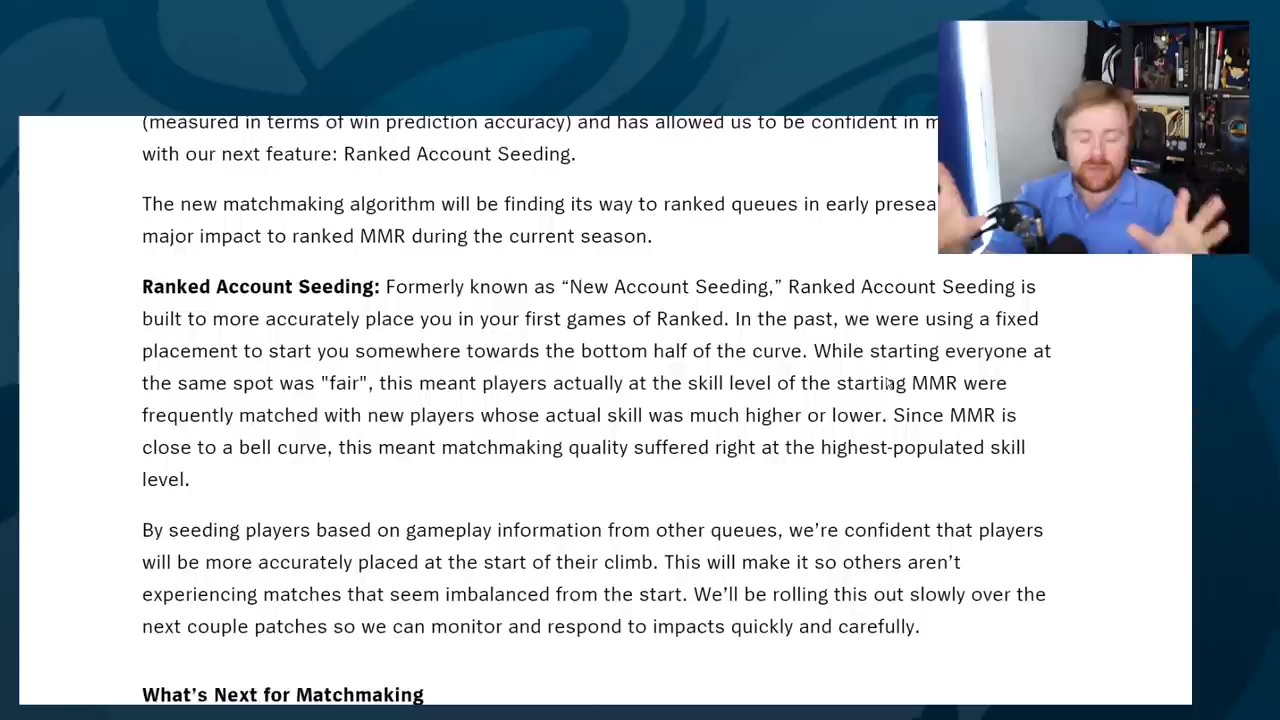 (measured in terms of win prediction accuracy) and has allowed us to be confident in m
with our next feature: Ranked Account Seeding.
The new matchmaking algorithm will be finding its way to ranked queues in early presea
major impact to ranked MMR during the current season.
Ranked Account Seeding: Formerly known as “New Account Seeding,” Ranked Account Seeding is
built to more accurately place you in your first games of Ranked. In the past, we were using a fixed
placement to start you somewhere towards the bottom half of the curve. While starting everyone at
the same spot was "fair", this meant players actually at the skill level of the starting MMR were
frequently matched with new players whose actual skill was much higher or lower. Since MMR is
close to a bell curve, this meant matchmaking quality suffered right at the highest-populated skill
level.
By seeding players based on gameplay information from other queues, we’re confident that players
will be more accurately placed at the start of their climb. This will make it so others aren’t
experiencing matches that seem imbalanced from the start. We’ll be rolling this out slowly over the
next couple patches so we can monitor and respond to impacts quickly and carefully.
What’s Next for Matchmaking